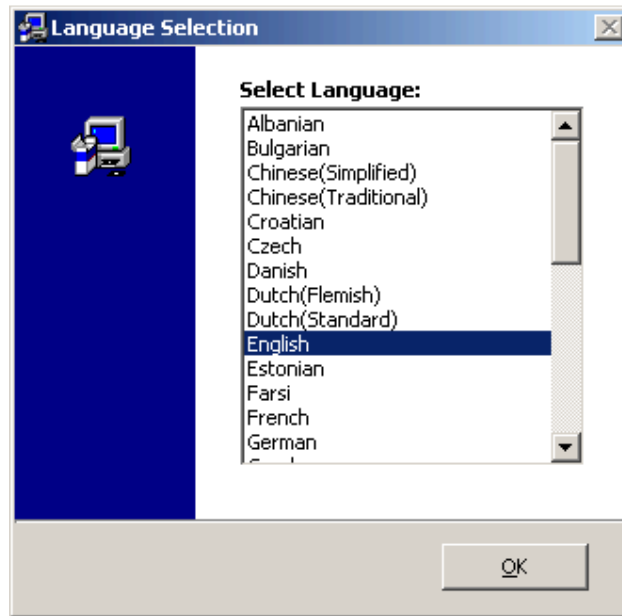 Language Selection
Select Language:
Albanian
Bulgarian
Chinese(Simplified)
Chinese(Traditional)
Croatian
Czech
Danish
Dutch(Flemish)
Dutch(Standard)
English
Estonian
Farsi
French
German
OK